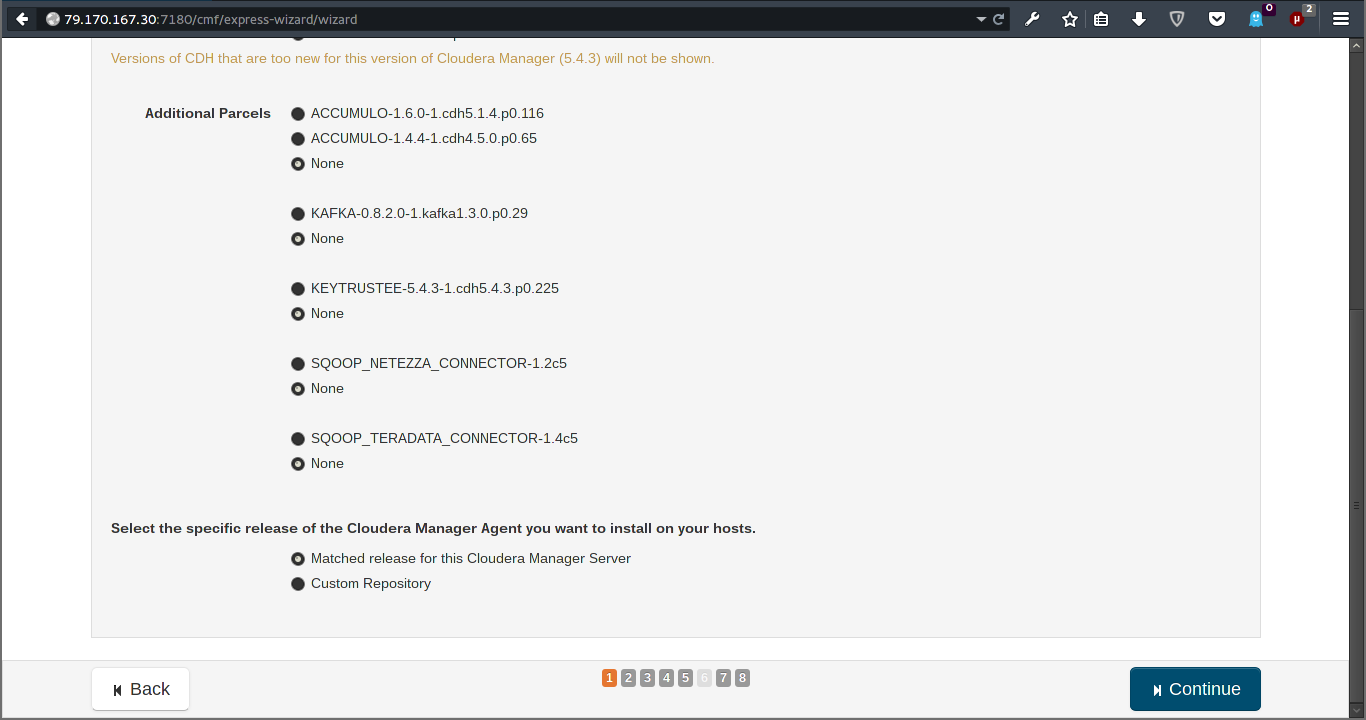 79.170.167.30:7180/cmf/express-wizard/wizard
0
2
Versions of CDH that are too new for this version of Cloudera Manager (5.4.3) will not be shown.
Additional Parcels
ACCUMULO-1.6.0-1.cdh5.1.4.p0.116
ACCUMULO-1.4.4-1.cdh4.5.0.p0.65
None
KAFKA-0.8.2.0-1.kafka1.3.0.p0.29
None
KEYTRUSTEE-5.4.3-1.cdh5.4.3.p0.225
None
SQOOP_NETEZZA_CONNECTOR-1.2c5
None
SQOOP_TERADATA_CONNECTOR-1.4c5
None
Select the specific release of the Cloudera Manager Agent you want to install on your hosts.
Matched release for this Cloudera Manager Server
Custom Repository
Back
1 2 3 4 5 6 7 8
Continue